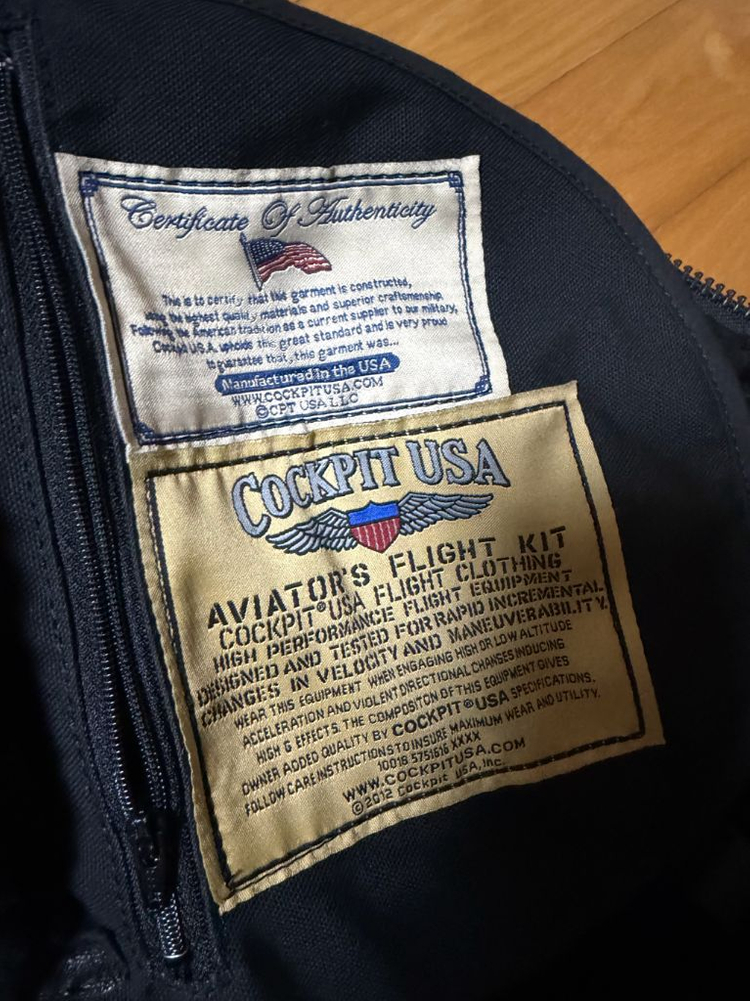 Certificate Of Authenticity
This is to certify that this garment is constructed,
using the highest quality materials and superior craftsmenship.
Following the American tradition as a current supplier to our military,
Cockpit U.S.A. upholds the great standard and is very proud
to guarantee that, this garment was...
Manufactured in the USA
WWW.COCKPITUSA.COM
©CPT USA LLC
COCKPIT USA
AVIATOR'S FLIGHT KIT
COCKPIT® USA FLIGHT CLOTHING
HIGH PERFORMANCE FLIGHT EQUIPMENT
DESIGNED AND TESTED FOR RAPID INCREMENTAL
CHANGES IN VELOCITY AND MANEUVERABILITY.
WEAR THIS EQUIPMENT WHEN ENGAGING HIGH OR LOW ALTITUDE
ACCELERATION AND VIOLENT DIRECTIONAL CHANGES INDUCING
HIGH G EFFECTS. THE COMPOSITON OF THIS EQUIPMENT GIVES
OWNER ADDED QUALITY BY COCKPIT® USA SPECIFICATIONS.
FOLLOW CARE INSTRUCTIONS TO INSURE MAXIMUM WEAR AND UTILITY.
10018 5751616 XXXX
WWW.COCKPITUSA.COM
©2012 Cockpit USA, Inc.